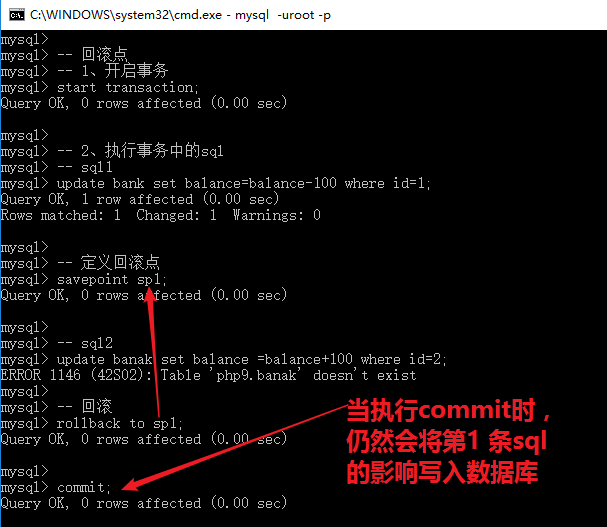 C:\WINDOWS\system32\cmd.exe - mysql  -uroot -p
mysql>
mysql> -- 回滚点
mysql> -- 1、开启事务
mysql> start transaction;
Query OK, 0 rows affected (0.00 sec)
mysql>
mysql> -- 2、执行事务中的sql
mysql> -- sql1
mysql> update bank set balance=balance-100 where id=1;
Query OK, 1 row affected (0.00 sec)
Rows matched: 1  Changed: 1  Warnings: 0
mysql>
mysql> -- 定义回滚点
mysql> savepoint sp1;
Query OK, 0 rows affected (0.00 sec)
mysql>
mysql> -- sql2
mysql> update banak set balance =balance+100 where id=2;
ERROR 1146 (42S02): Table 'php9.banak' doesn't exist
mysql>
mysql> -- 回滚
mysql> rollback to sp1;
Query OK, 0 rows affected (0.00 sec)
mysql>
mysql> commit;
Query OK, 0 rows affected (0.00 sec)
当执行commit时，
仍然会将第1 条sql
的影响写入数据库